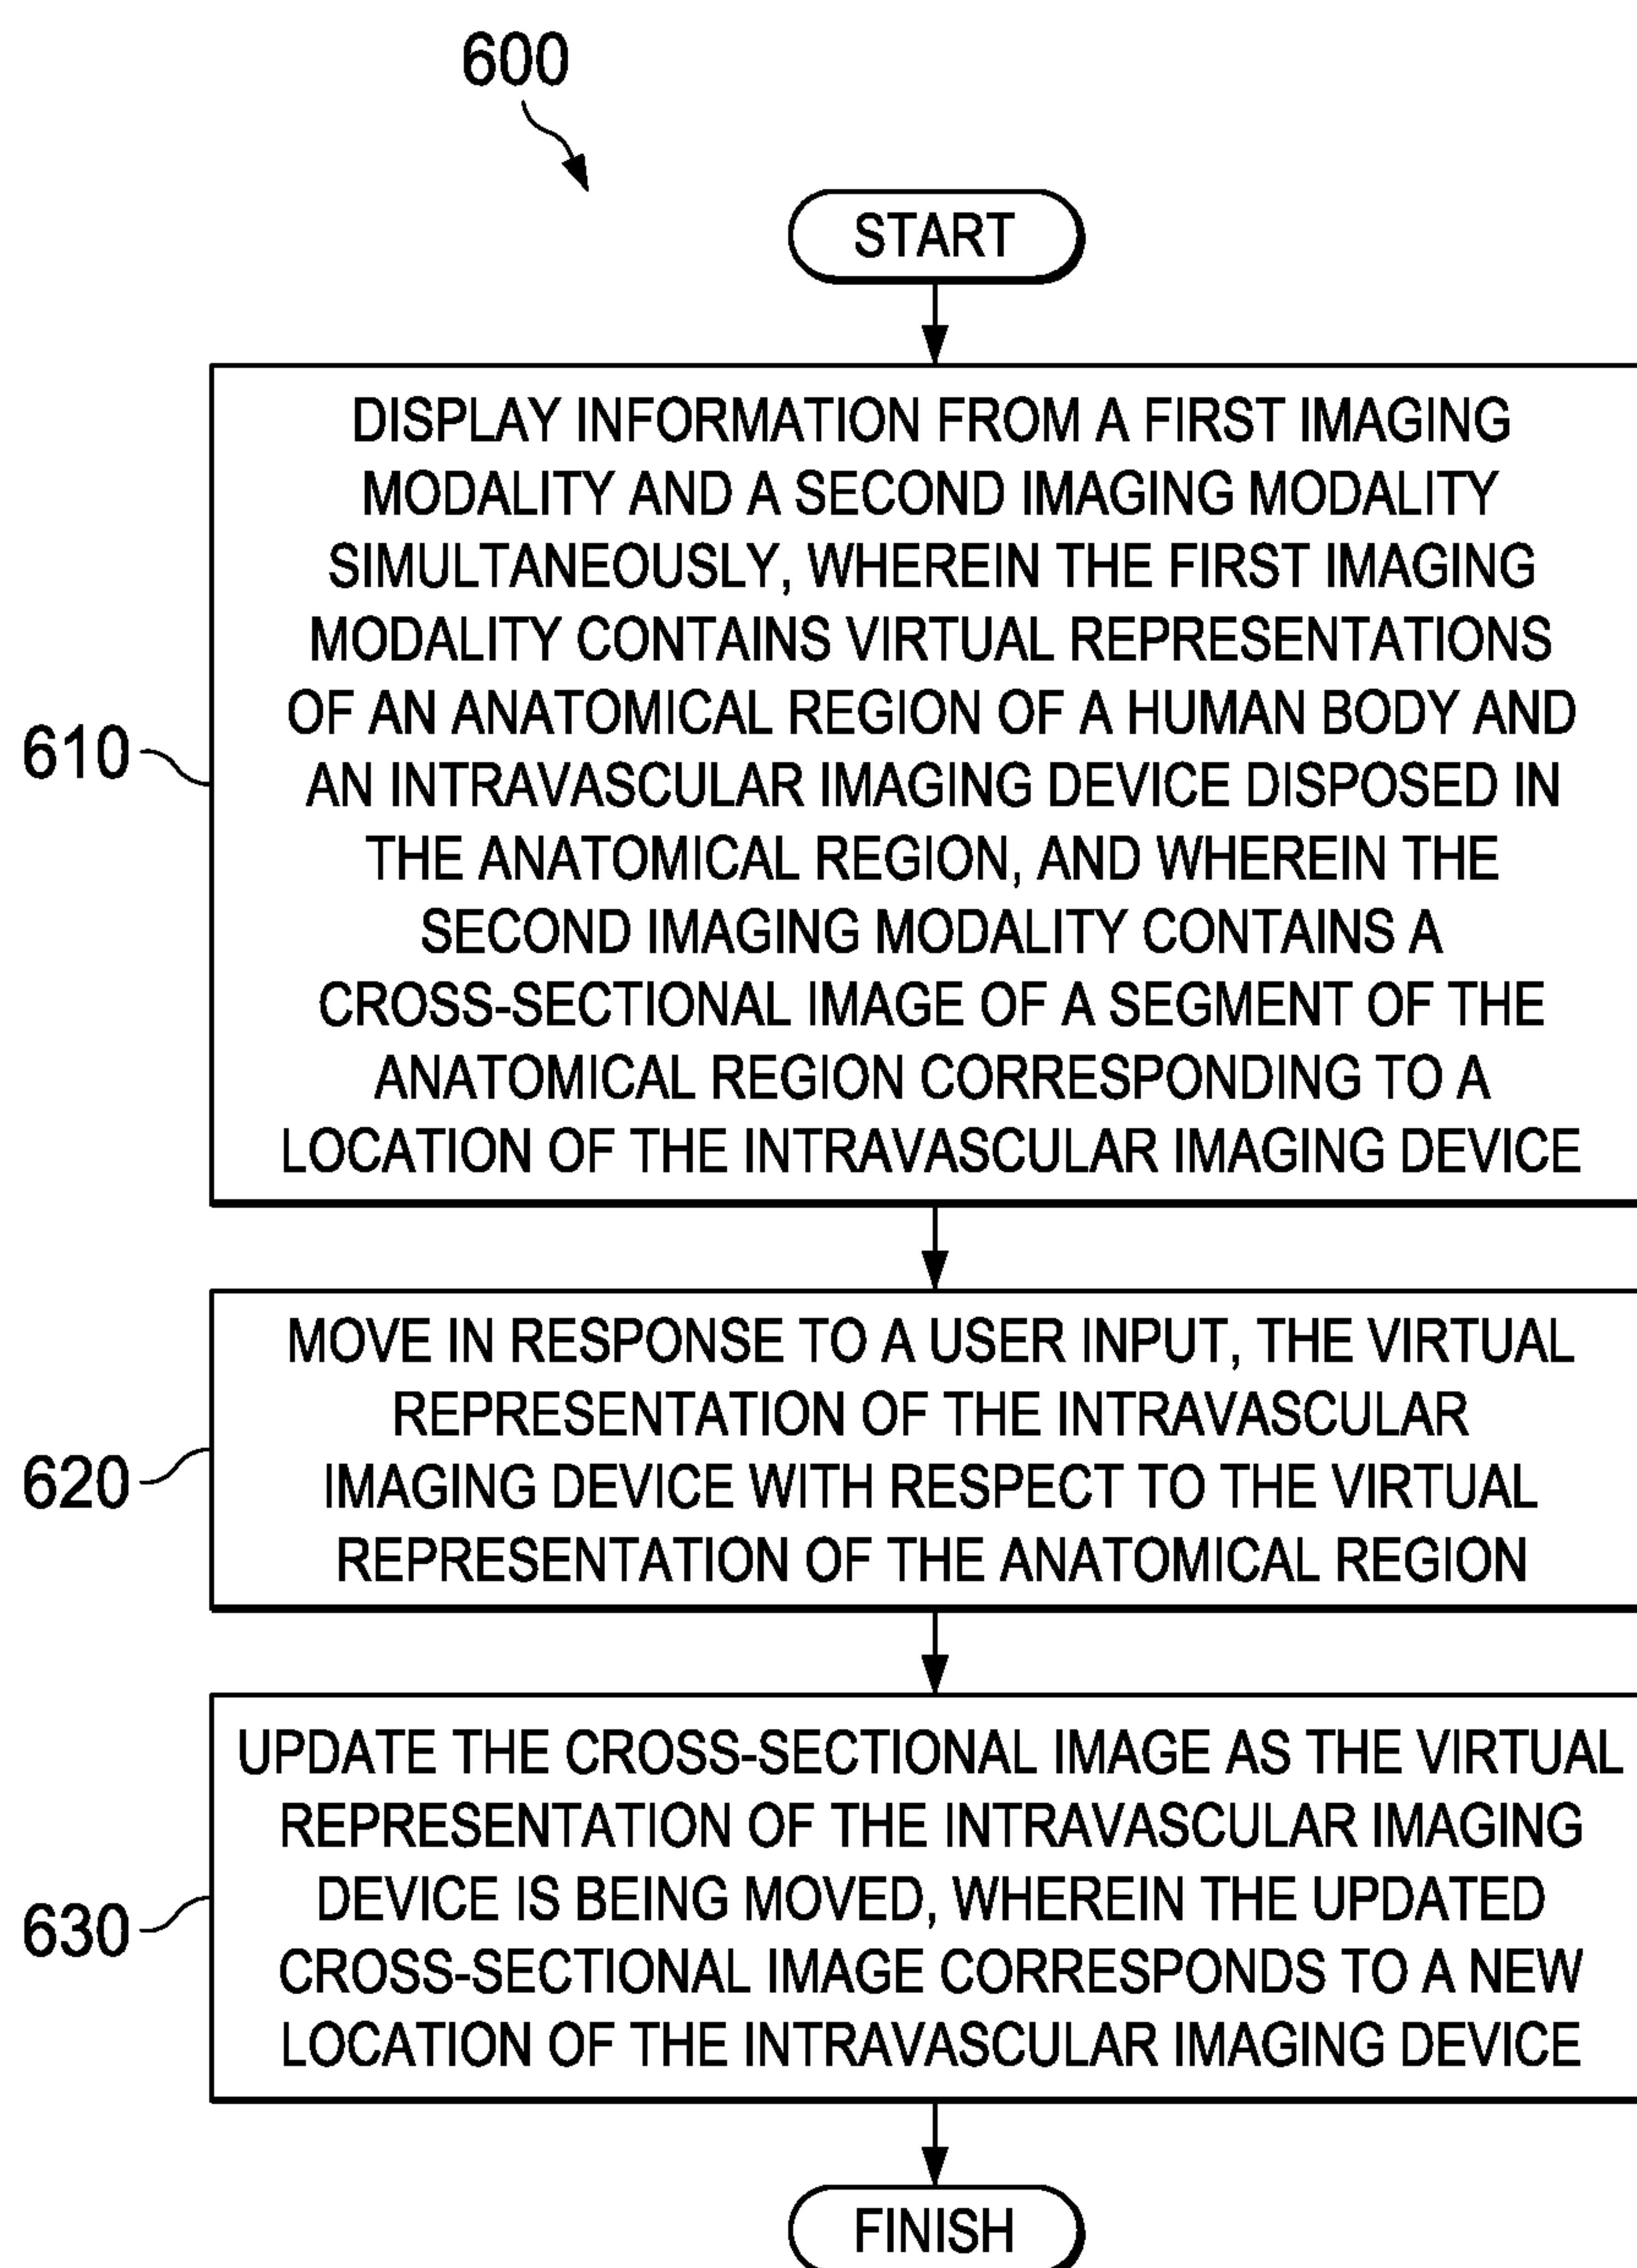 600
START
DISPLAY INFORMATION FROM A FIRST IMAGING
MODALITY AND A SECOND IMAGING MODALITY
SIMULTANEOUSLY, WHEREIN THE FIRST IMAGING
MODALITY CONTAINS VIRTUAL REPRESENTATIONS
OF AN ANATOMICAL REGION OF A HUMAN BODY AND
AN INTRAVASCULAR IMAGING DEVICE DISPOSED IN
THE ANATOMICAL REGION, AND WHEREIN THE
SECOND IMAGING MODALITY CONTAINS A
CROSS-SECTIONAL IMAGE OF A SEGMENT OF THE
ANATOMICAL REGION CORRESPONDING TO A
LOCATION OF THE INTRAVASCULAR IMAGING DEVICE
610
MOVE IN RESPONSE TO A USER INPUT, THE VIRTUAL
REPRESENTATION OF THE INTRAVASCULAR
IMAGING DEVICE WITH RESPECT TO THE VIRTUAL
REPRESENTATION OF THE ANATOMICAL REGION
620
UPDATE THE CROSS-SECTIONAL IMAGE AS THE VIRTUAL
REPRESENTATION OF THE INTRAVASCULAR IMAGING
DEVICE IS BEING MOVED, WHEREIN THE UPDATED
CROSS-SECTIONAL IMAGE CORRESPONDS TO A NEW
LOCATION OF THE INTRAVASCULAR IMAGING DEVICE
630
FINISH